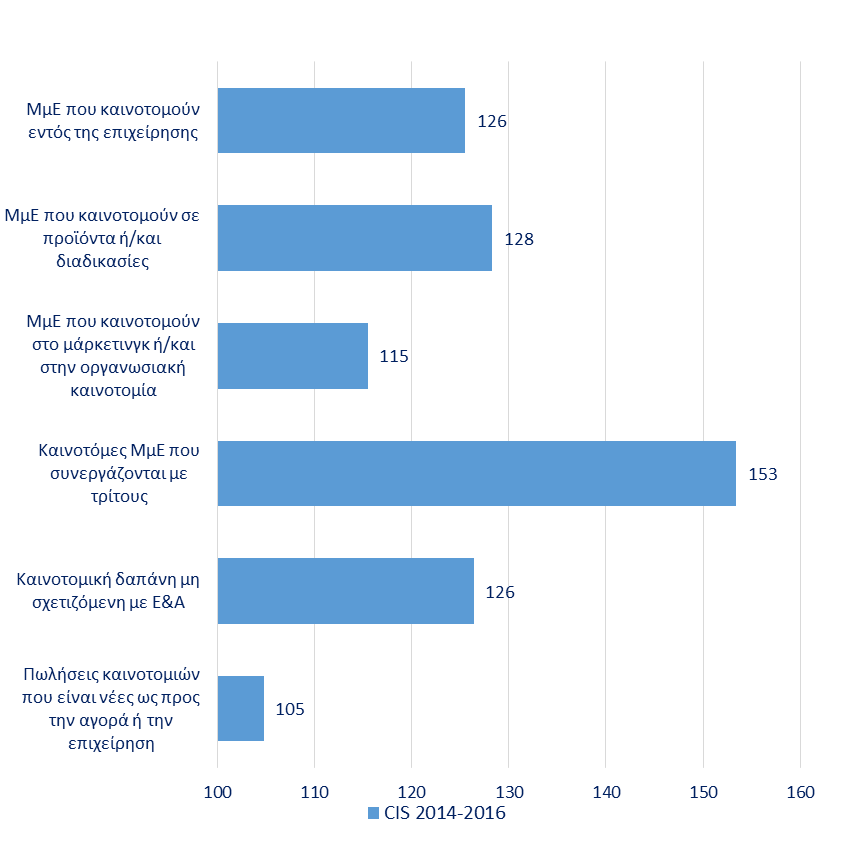 ΜμΕ που καινοτομούν
εντός της επιχείρησης
126
ΜμΕ που καινοτομούν σε
προϊόντα ή/και
διαδικασίες
128
ΜμΕ που καινοτομούν
στο μάρκετινγκ ή/και
στην οργανωσιακή
καινοτομία
115
Καινοτόμες ΜμΕ που
συνεργάζονται με
τρίτους
153
Καινοτομική δαπάνη μη
σχετιζόμενη με Ε&Α
126
Πωλήσεις καινοτομιών
που είναι νέες ως προς
την αγορά ή την
επιχείρηση
105
100 110 120 130 140 150 160
CIS 2014-2016